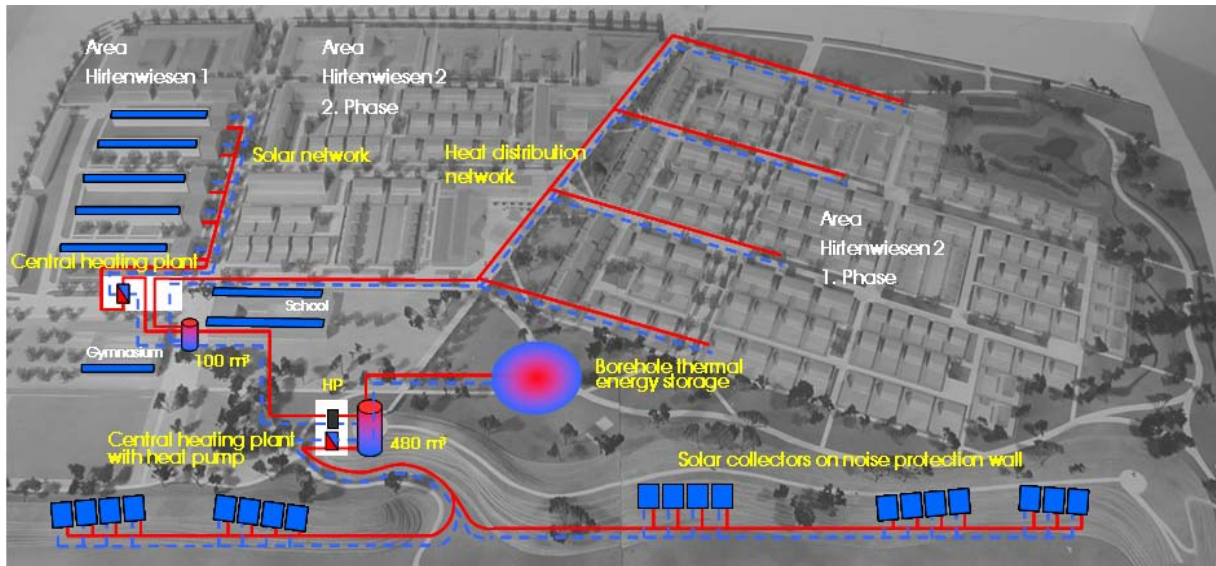 Area
Hirtenwiesen 1
Area
Hirtenwiesen 2
2. Phase
Solar network
Heat distribution
network
Area
Hirtenwiesen 2
1. Phase
Central heating plant
School
Gymnasium
100 m³
HP
Borehole thermal
energy storage
480 m³
Central heating plant
with heat pump
Solar collectors on noise protection wall